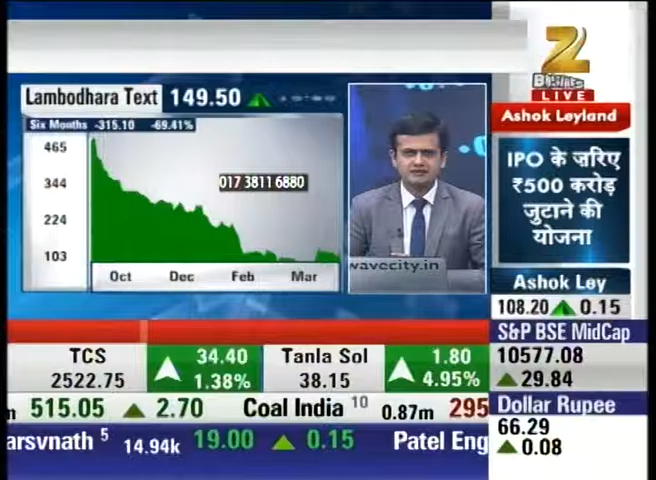 Z
BUSINESS
LIVE
Lambodhara Text 149.50
Six Months -315.10 -69.41%
465
344
224
103
017 3811 6880
Oct Dec Feb Mar
wavecity.in
Ashok Leyland
IPO के ज़रिए
₹500 करोड़
जुटाने की
योजना
Ashok Ley
108.20 0.15
S&P BSE MidCap
10577.08
29.84
Dollar Rupee
66.29
0.08
TCS 34.40 Tanla Sol 1.80
2522.75 1.38% 38.15 4.95%
m 515.05 2.70 Coal India 10 0.87m 295
arsvnath 5 14.94k 19.00 0.15 Patel Eng